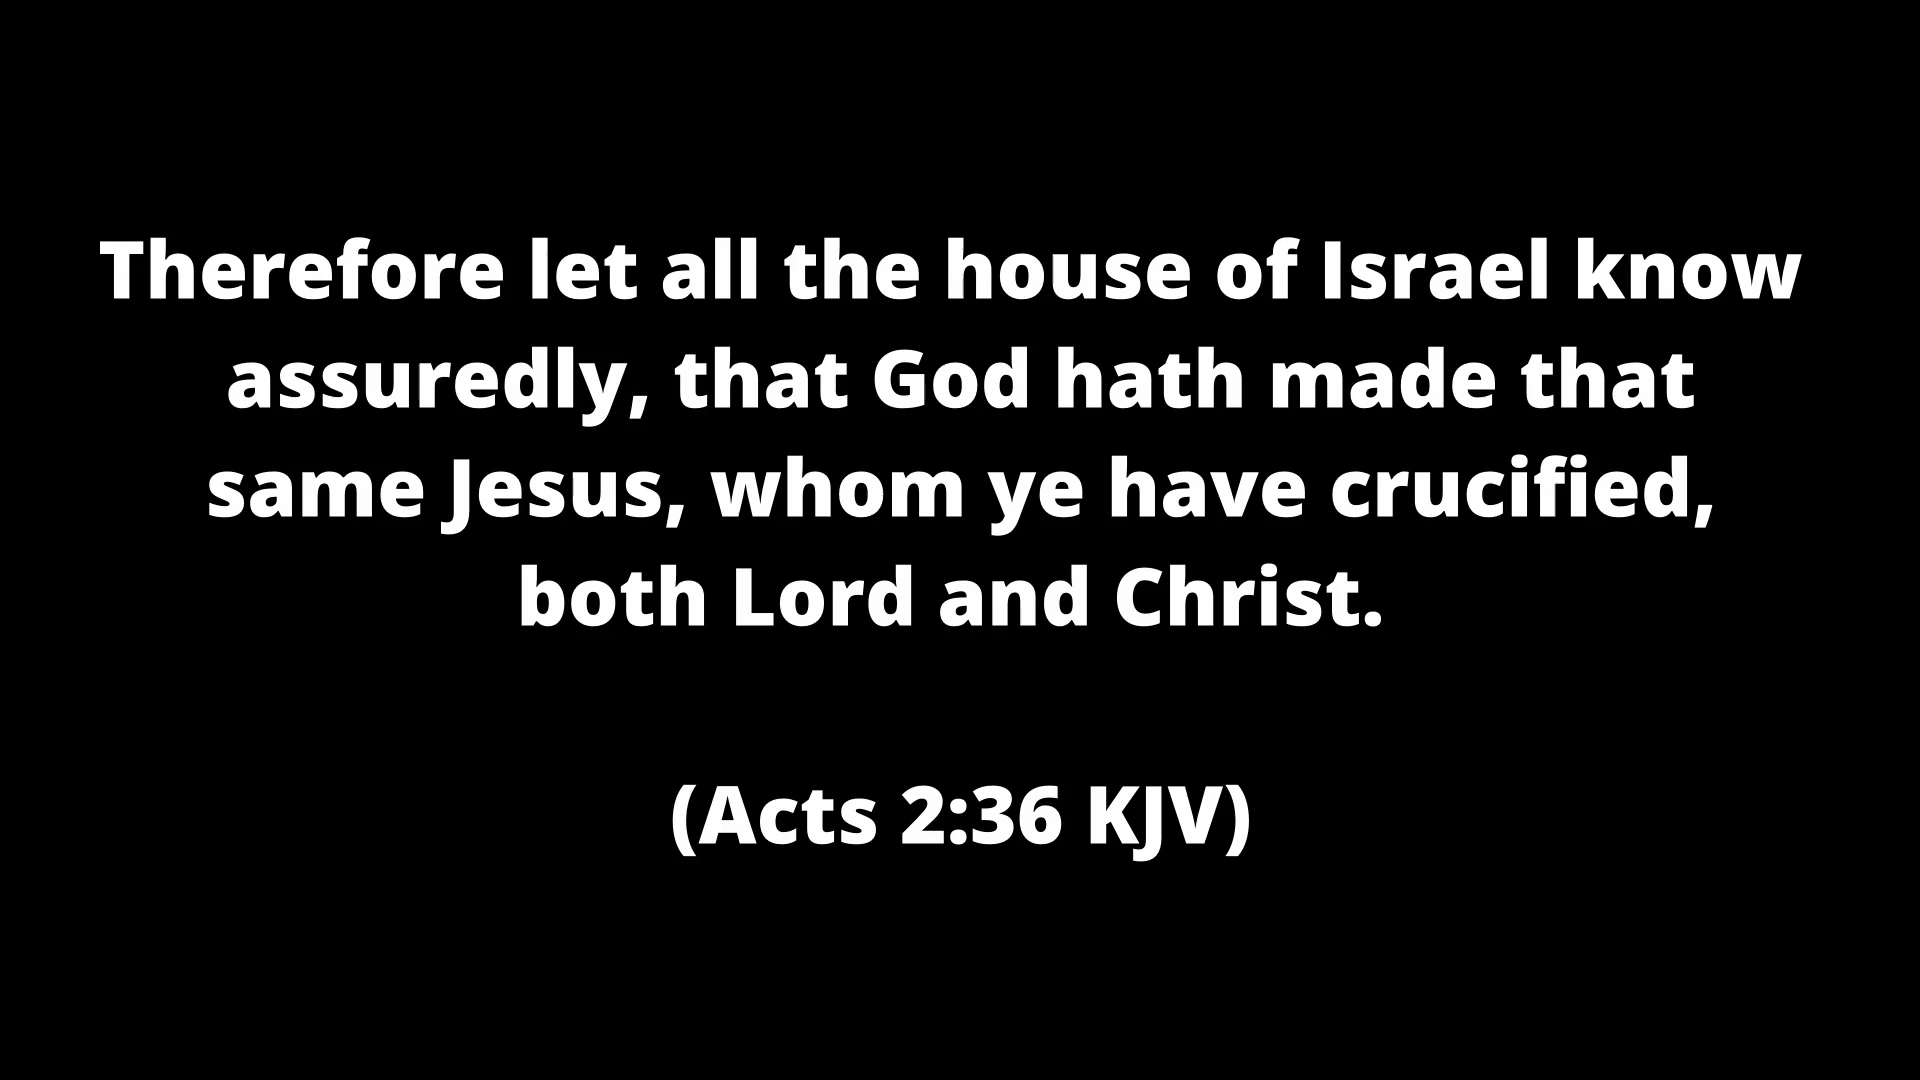 Therefore let all the house of Israel know
assuredly, that God hath made that
same Jesus, whom ye have crucified,
both Lord and Christ.
(Acts 2:36 KJV)